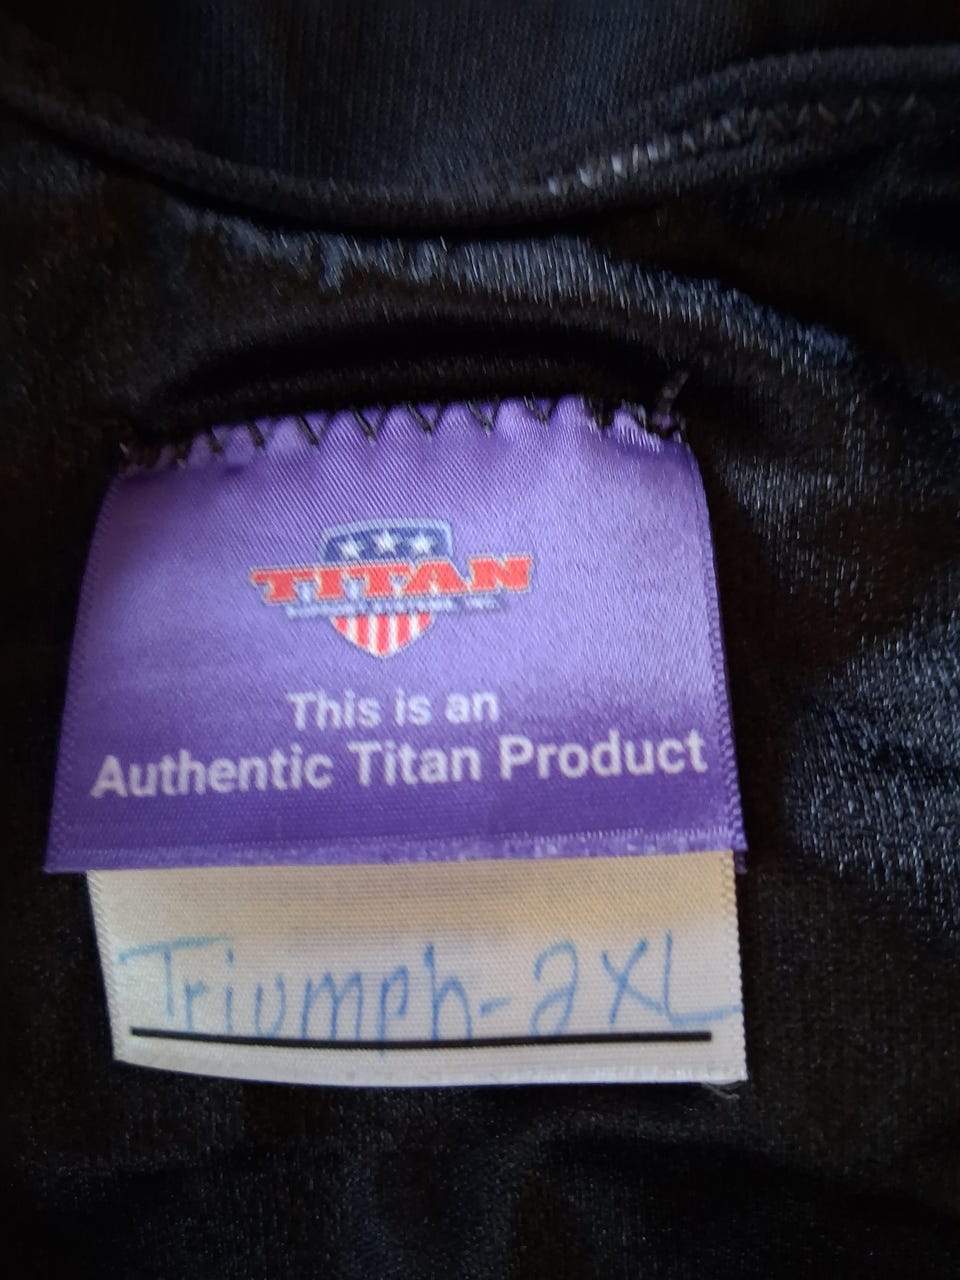 TITAN
This is an
Authentic Titan Product
Triumph-2XL